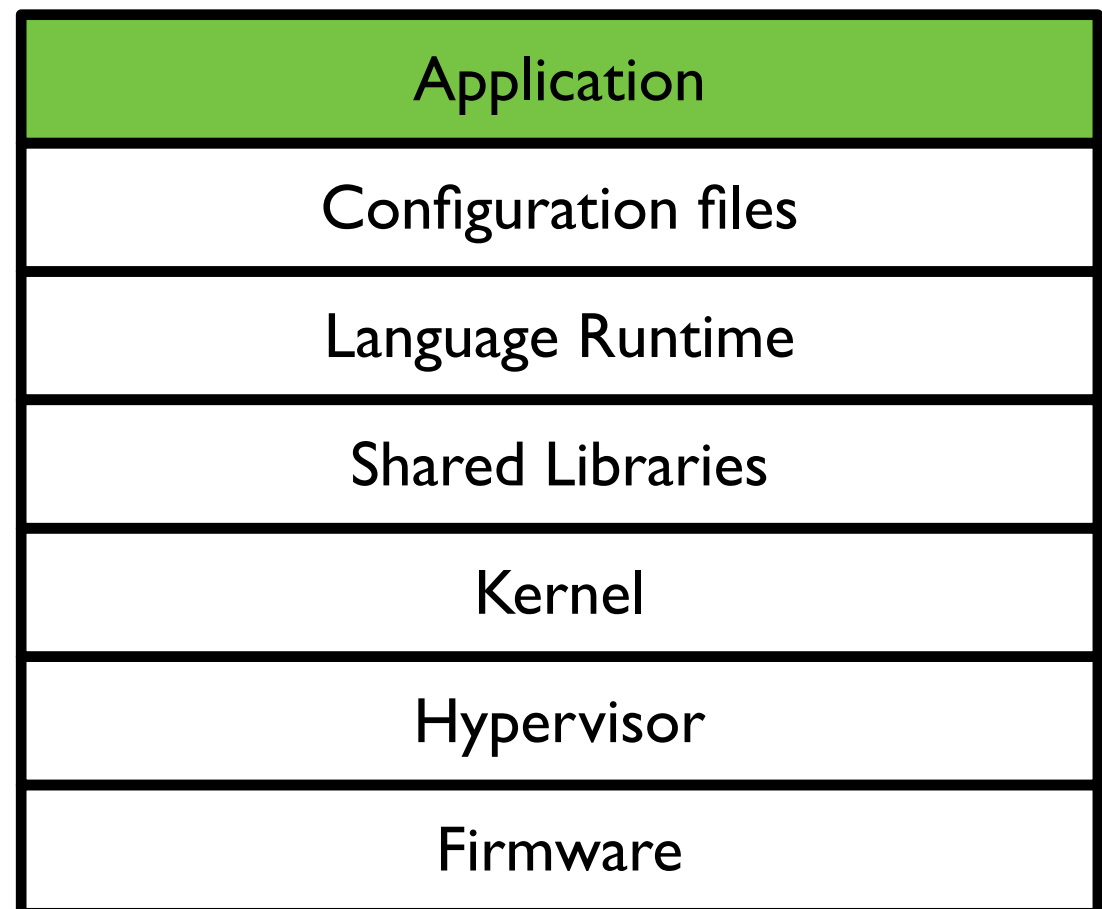 Application
Configuration files
Language Runtime
Shared Libraries
Kernel
Hypervisor
Firmware